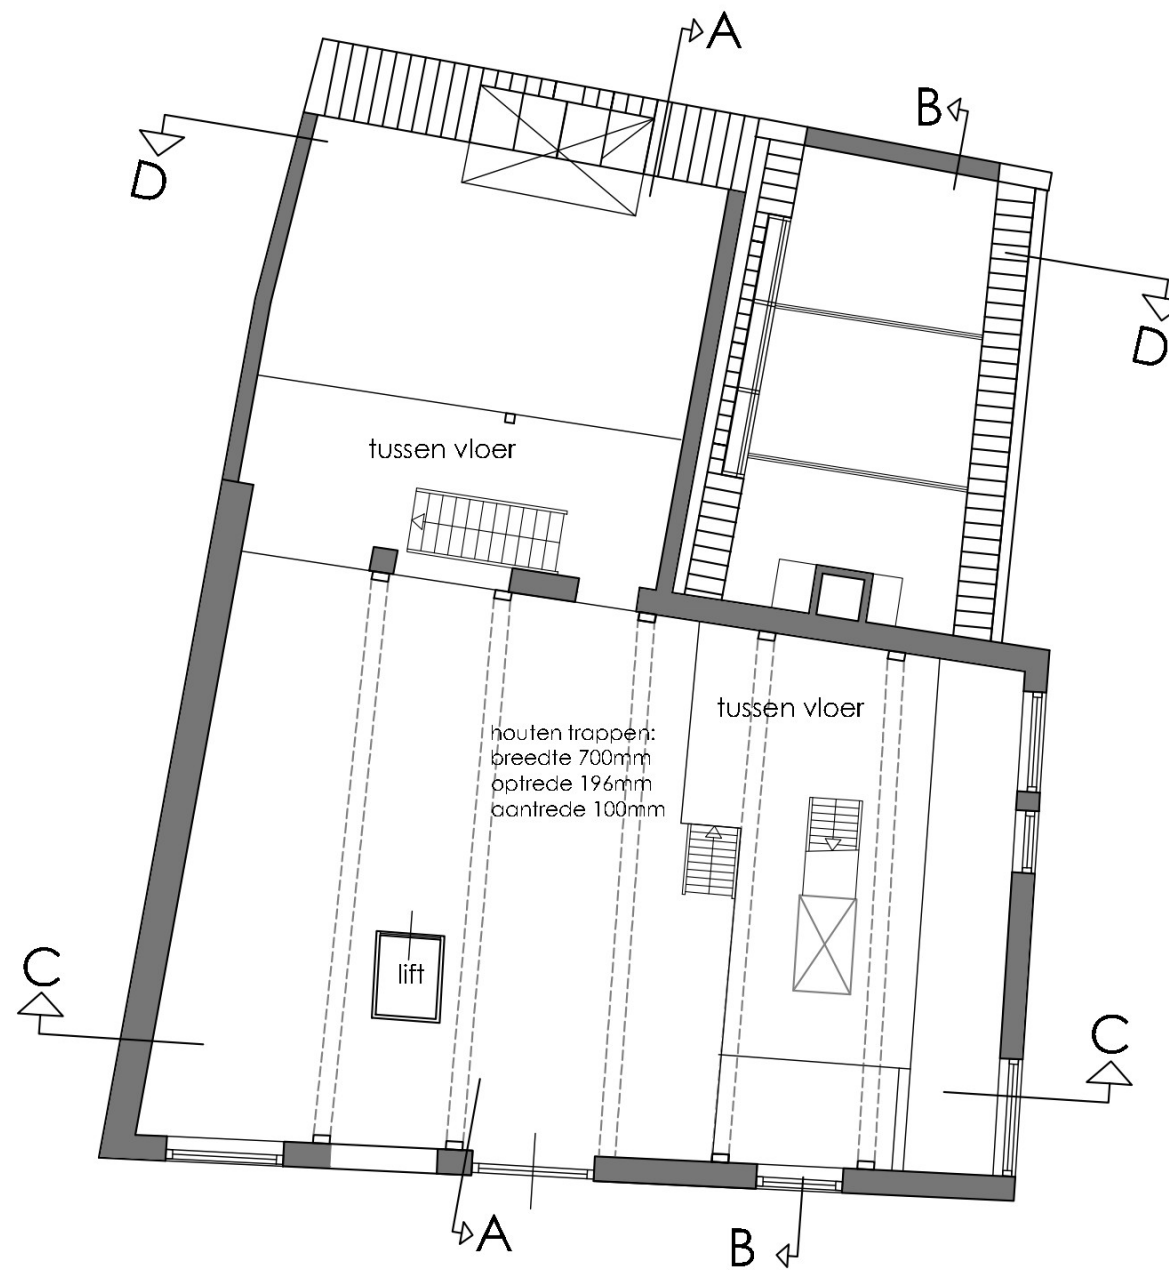 A
B
D
D
tussen vloer
tussen vloer
houten trappen:
breedte 700mm
optrede 196mm
aantrede 100mm
C
lift
C
A
B